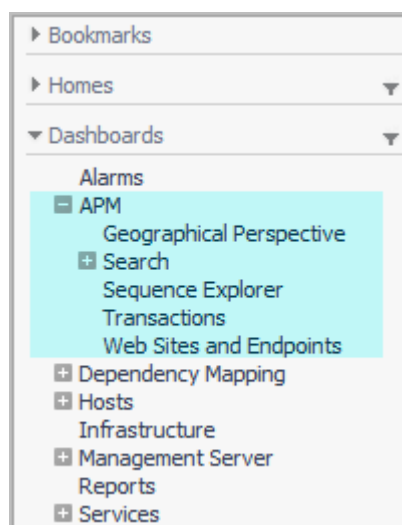 Bookmarks
Homes
Dashboards
Alarms
APM
Geographical Perspective
Search
Sequence Explorer
Transactions
Web Sites and Endpoints
Dependency Mapping
Hosts
Infrastructure
Management Server
Reports
Services